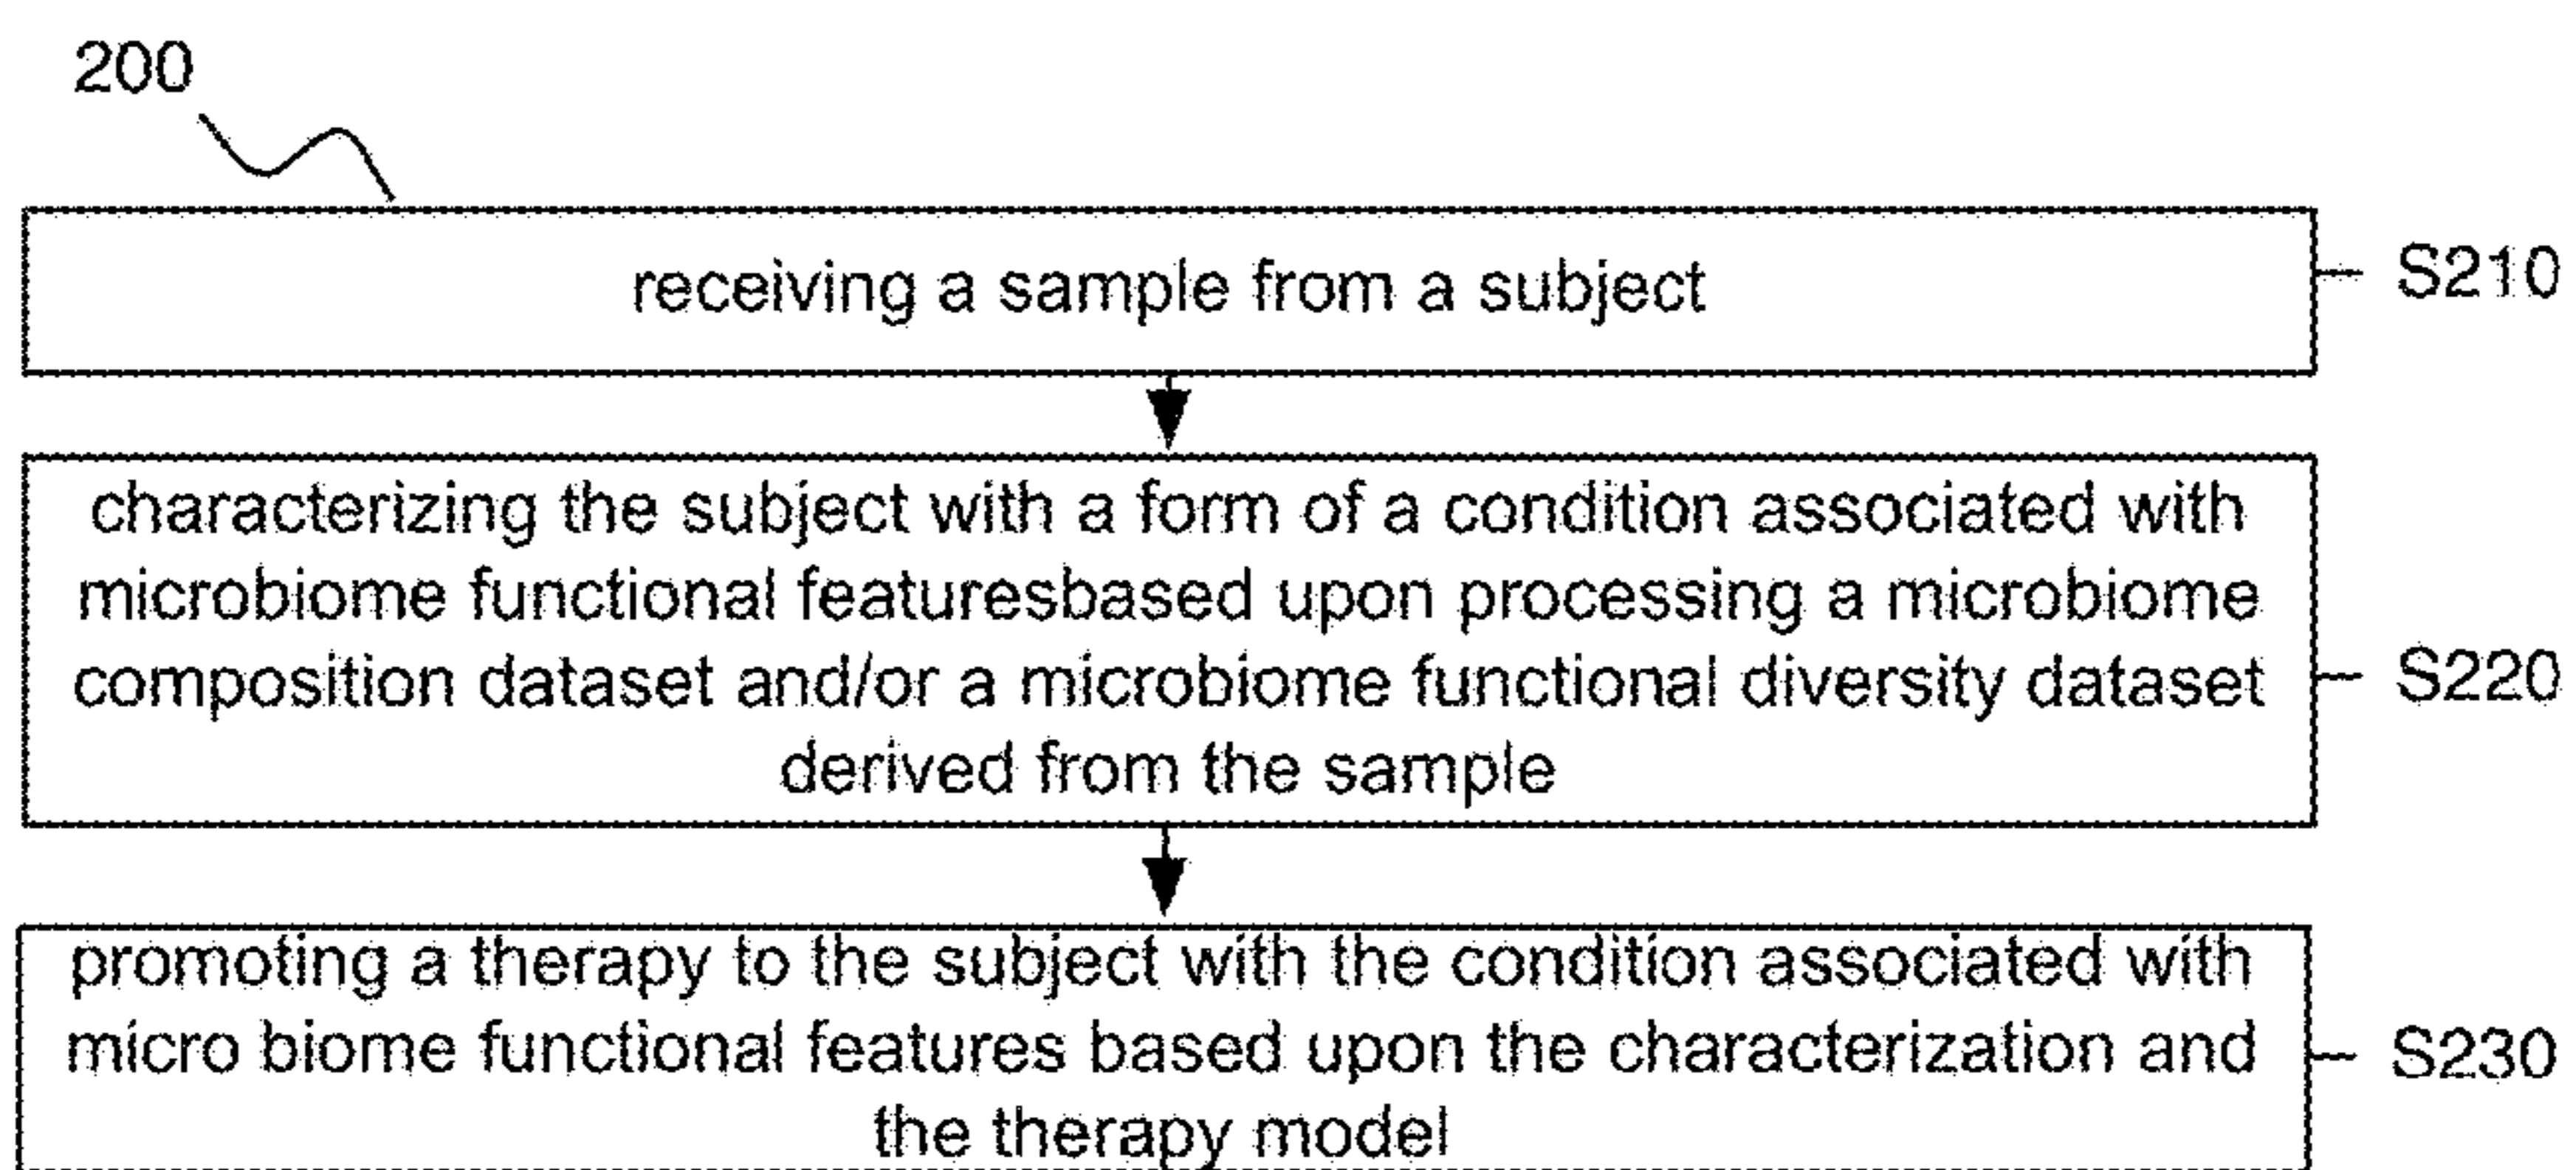 200
receiving a sample from a subject
S210
characterizing the subject with a form of a condition associated with
microbiome functional featuresbased upon processing a microbiome
composition dataset and/or a microbiome functional diversity dataset
derived from the sample
S220
promoting a therapy to the subject with the condition associated with
micro biome functional features based upon the characterization and
the therapy model
S230